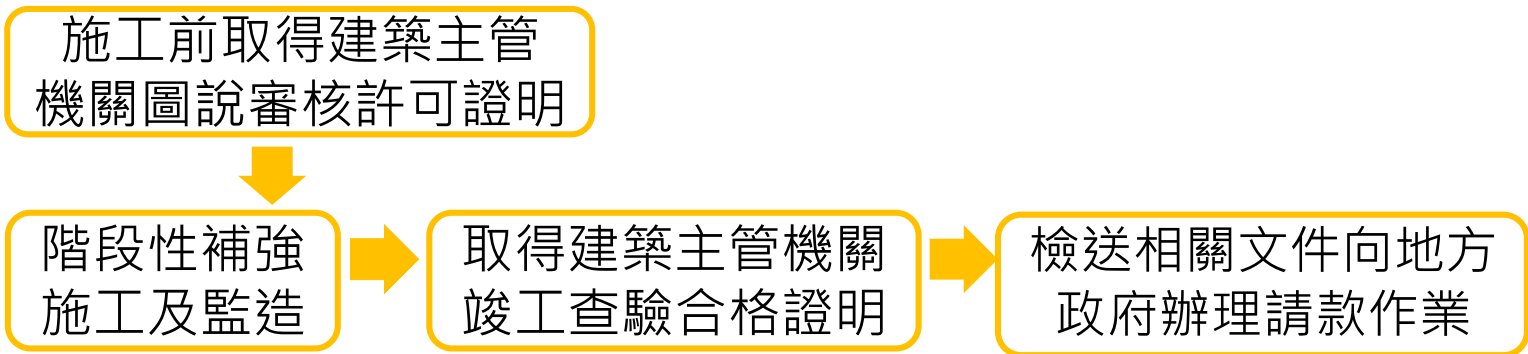 施工前取得建築主管
機關圖說審核許可證明
階段性補強
施工及監造
取得建築主管機關
竣工查驗合格證明
檢送相關文件向地方
政府辦理請款作業